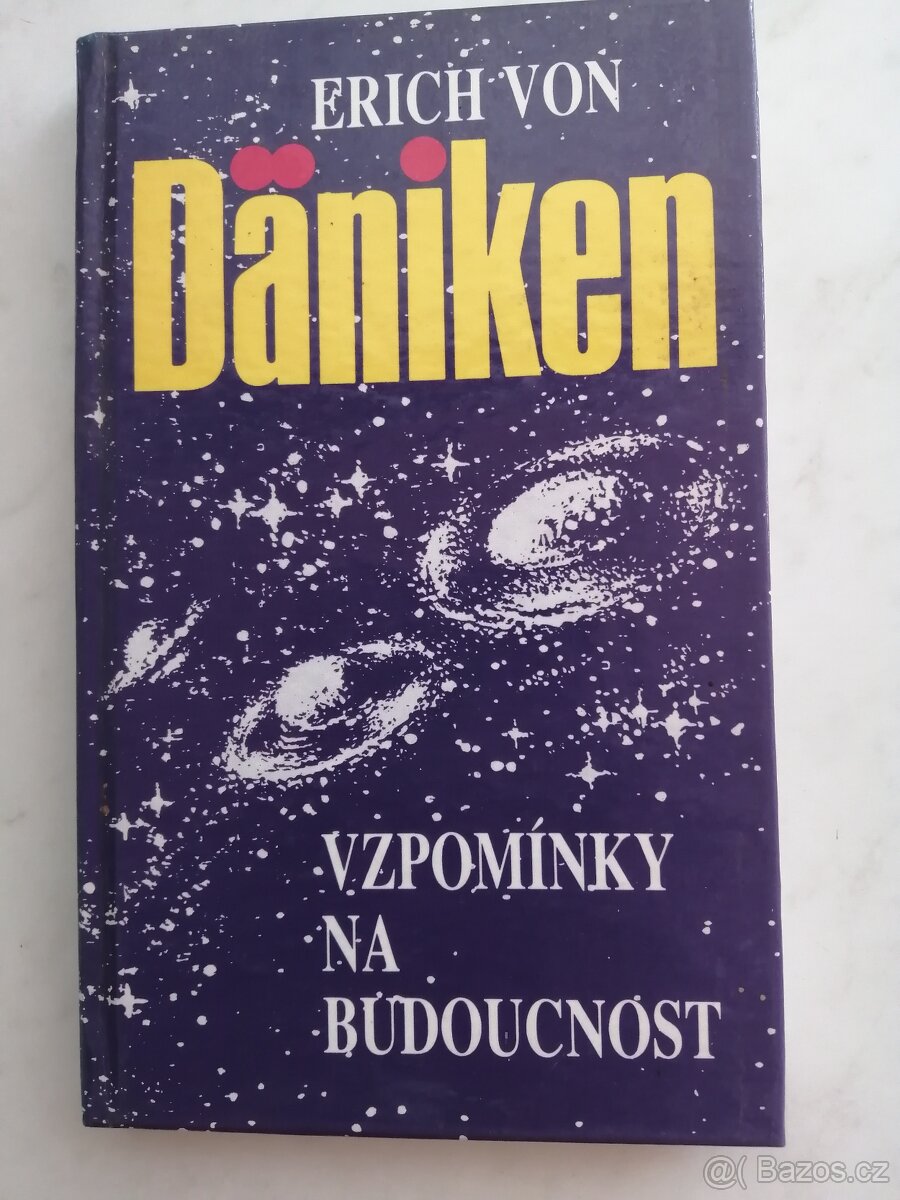 ERICH VON
Däniken
VZPOMÍNKY
NA
BUDOUCNOST
@( Bazos.cz